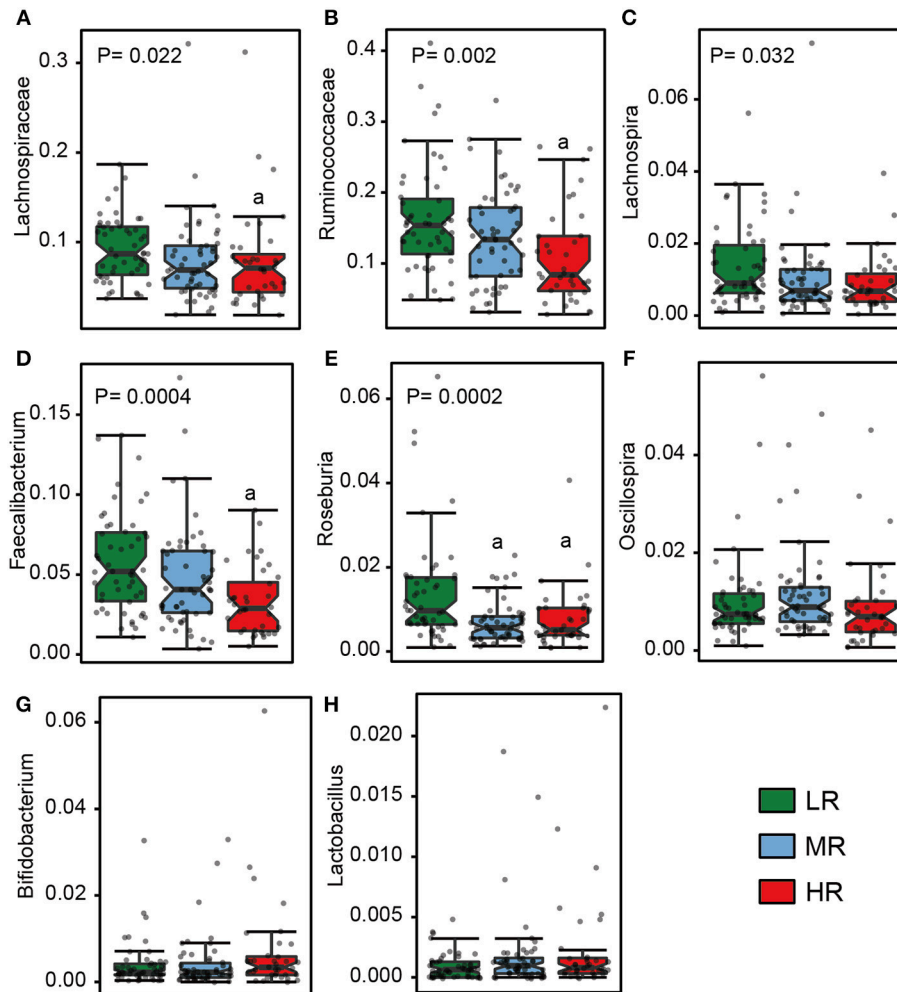 A
B
C
P= 0.022
P= 0.002
P= 0.032
Lachnospiraceae
0.3
0.2
0.1
a
Ruminococcaceae
0.4
0.3
0.2
0.1
a
Lachnospira
0.06
0.04
0.02
0.00
D
E
F
P= 0.0004
P= 0.0002
Faecalibacterium
0.15
0.10
0.05
0.00
a
Roseburia
0.06
0.04
0.02
0.00
a
a
Oscillospira
0.04
0.02
0.00
G
H
Bifidobacterium
0.06
0.04
0.02
0.00
Lactobacillus
0.020
0.015
0.010
0.005
0.000
LR
MR
HR